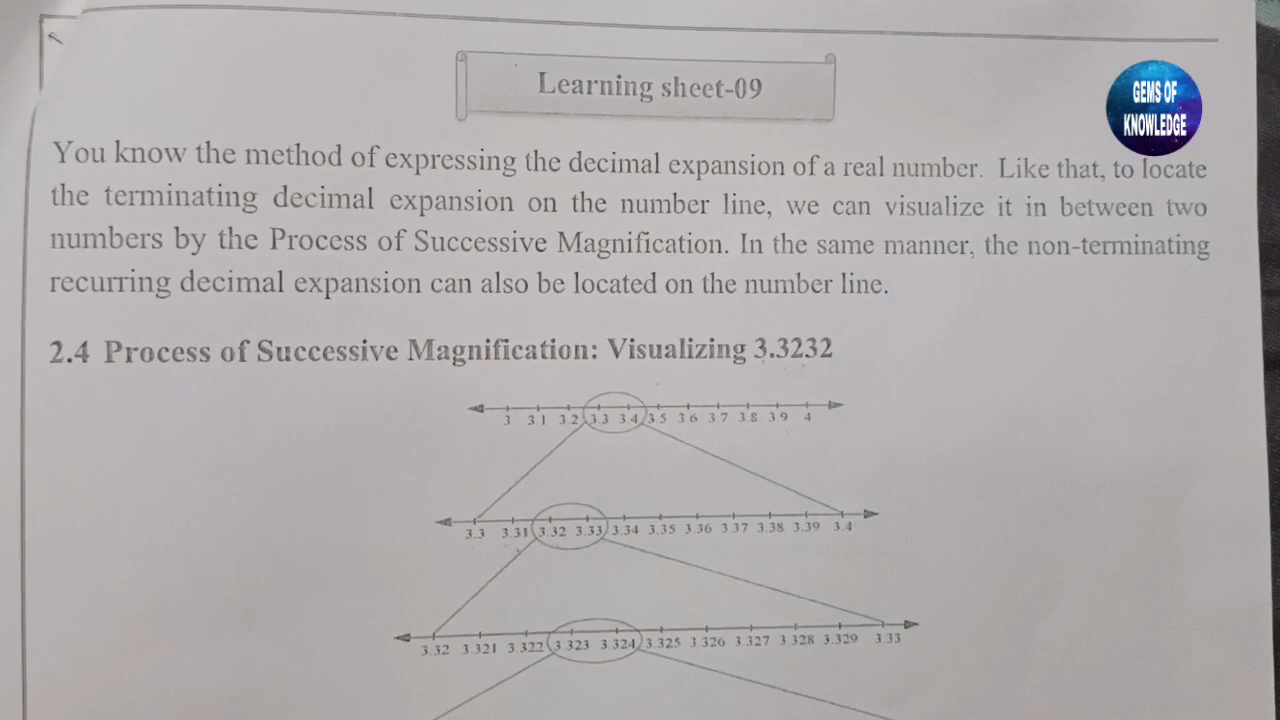 Learning sheet-09
GEMS OF
KNOWLEDGE
You know the method of expressing the decimal expansion of a real number. Like that, to locate
the terminating decimal expansion on the number line, we can visualize it in between two
numbers by the Process of Successive Magnification. In the same manner, the non-terminating
recurring decimal expansion can also be located on the number line.
2.4 Process of Successive Magnification: Visualizing 3.3232
3 3.1 3.2 3.3 3.4 3.5 3.6 3.7 3.8 3.9 4
3.3 3.31 3.32 3.33 3.34 3.35 3.36 3.37 3.38 3.39 3.4
3.32 3.321 3.322 3.323 3.324 3.325 3.326 3.327 3.328 3.329 3.33